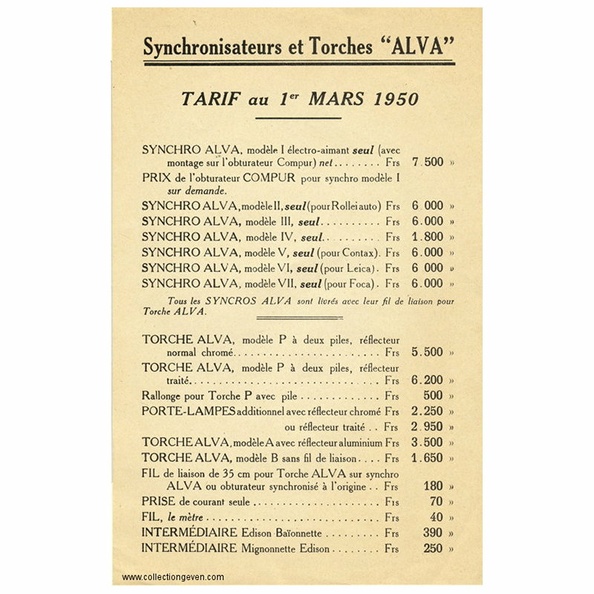 Synchronisateurs et Torches "ALVA"
TARIF au 1er MARS 1950
SYNCHRO ALVA, modèle I électro-aimant seul (avec
montage sur l'obturateur Compur) net........ Frs 7.500 »
PRIX de l'obturateur COMPUR pour synchro modèle I
sur demande.
SYNCHRO ALVA, modèle II, seul (pour Rolleiauto) Frs 6.000 »
SYNCHRO ALVA, modèle III, seul.......... Frs 6.000 »
SYNCHRO ALVA, modèle IV, seul.......... Frs 1.800 »
SYNCHRO ALVA, modèle V, seul (pour Contax). Frs 6.000 »
SYNCHRO ALVA, modèle VI, seul (pour Leica). Frs 6 000 »
SYNCHRO ALVA, modèle VII, seul (pour Foca). Frs 6.000 »
Tous les SYNCROS ALVA sont livrés avec leur fil de liaison pour
Torche ALVA.
TORCHE ALVA, modèle P à deux piles, réflecteur
normal chromé........................ Frs 5.500 »
TORCHE ALVA, modèle P à deux piles, réflecteur
traité.............................. Frs 6.200 »
Rallonge pour Torche P avec pile ............. Frs 500 »
PORTE-LAMPES additionnel avec réflecteur chromé Frs 2.250 »
ou réflecteur traité .. Frs 2.950 »
TORCHE ALVA, modèle A avec réflecteur aluminium Frs 3.500 »
TORCHE ALVA, modèle B sans fil de liaison.... Frs 1.650 »
FIL de liaison de 35 cm pour Torche ALVA sur synchro
ALVA ou obturateur synchronisé à l'origine .. Frs 180 »
PRISE de courant seule .................... Frs 70 »
FIL, le mètre ............................ Frs 40 »
INTERMÉDIAIRE Edison Baïonnette ......... Frs 390 »
INTERMÉDIAIRE Mignonnette Edison........ Frs 250 »
www.collectiongeven.com